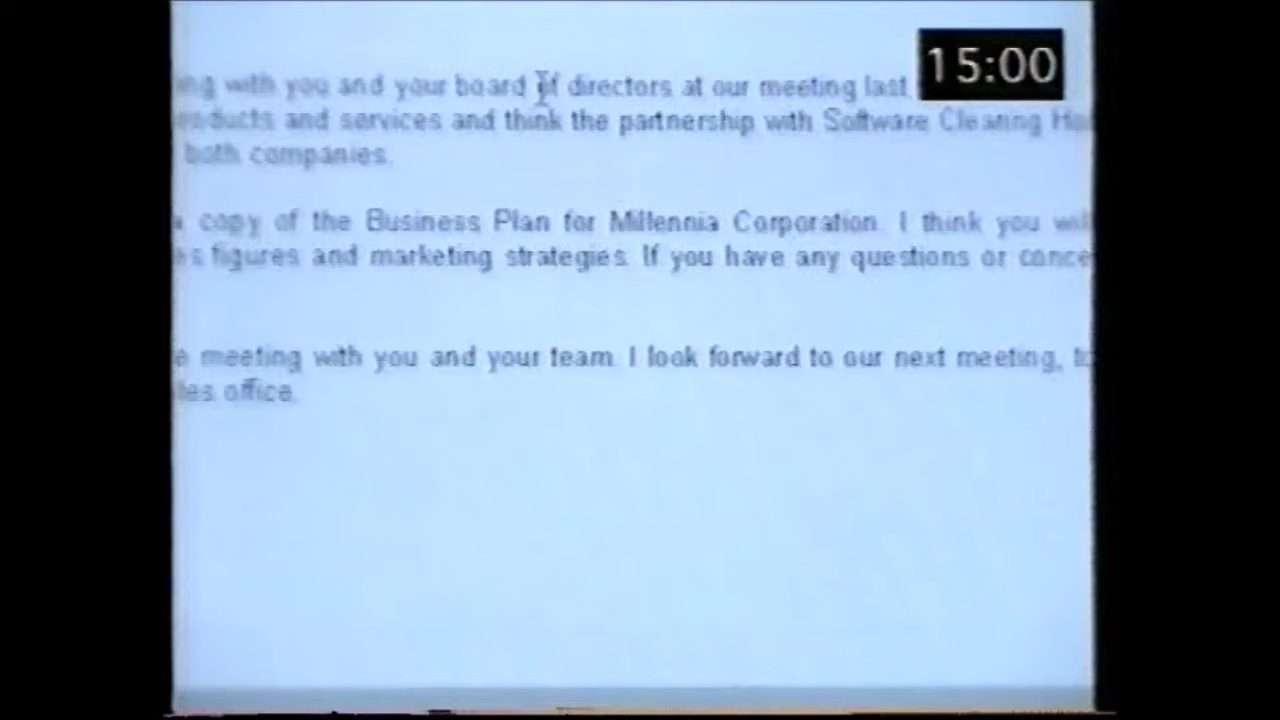 15:00
with you and your board of directors at our meeting last
and services and think the partnership with Software Clearing
both companies.
copy of the Business Plan for Millennia Corporation. I think you
figures and marketing strategies. If you have any questions or
meeting with you and your team. I look forward to our next meeting,
office.